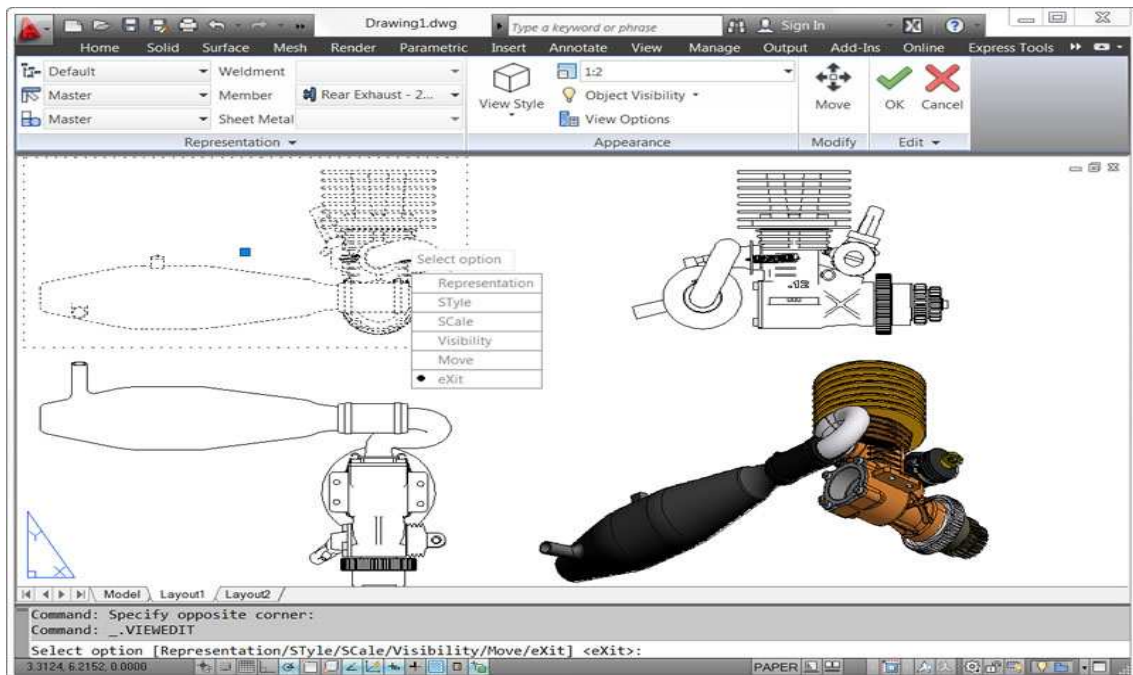 Drawing1.dwg
Type a keyword or phrase
Sign In
Home Solid Surface Mesh Render Parametric Insert Annotate View Manage Output Add-Ins Online Express Tools
Default Weldment 1:2
Master Member Rear Exhaust - 2... Object Visibility
Master Sheet Metal View Options
View Style
Move OK Cancel
Representation Appearance Modify Edit
Select option
Representation
STyle
SCale
Visibility
Move
eXit
.12
Y
X
Model Layout1 Layout2
Command: Specify opposite corner:
Command: _.VIEWEDIT
Select option [Representation/STyle/SCale/Visibility/Move/eXit] <eXit>:
3.3124, 6.2152, 0.0000 PAPER